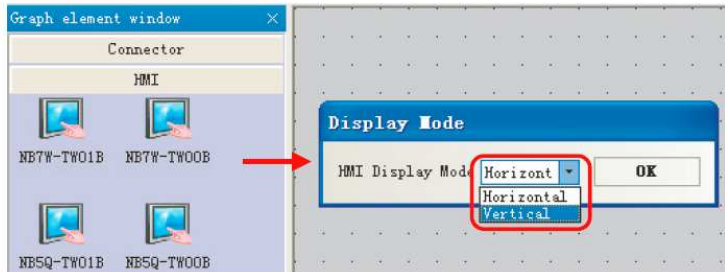 Graph element window
Connector
HMI
NB7W-TW01B NB7W-TW00B
NB5Q-TW01B NB5Q-TW00B
Display Mode
HMI Display Mode Horizont OK
Horizontal
Vertical